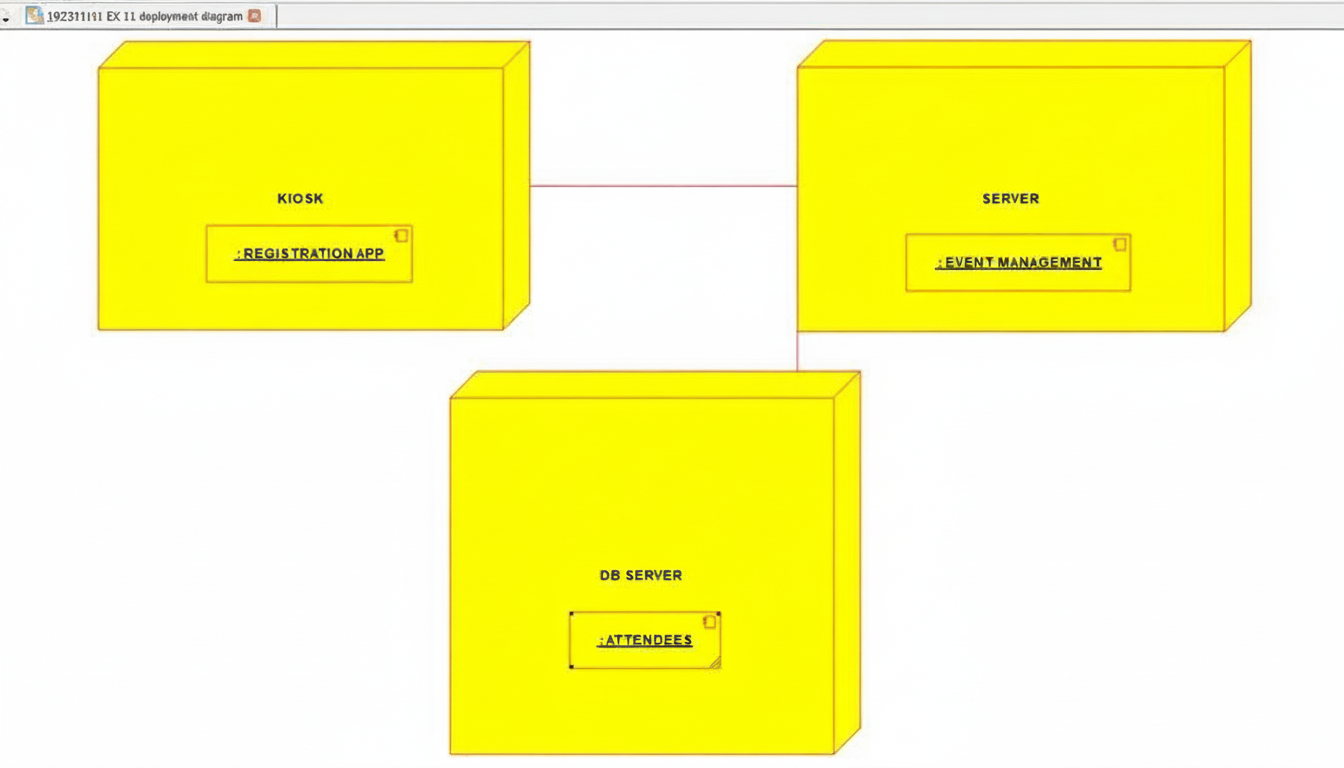 EX 11 deployment diagram
KIOSK
:REGISTRATION APP
SERVER
:EVENT MANAGEMENT
DB SERVER
:ATTENDEES